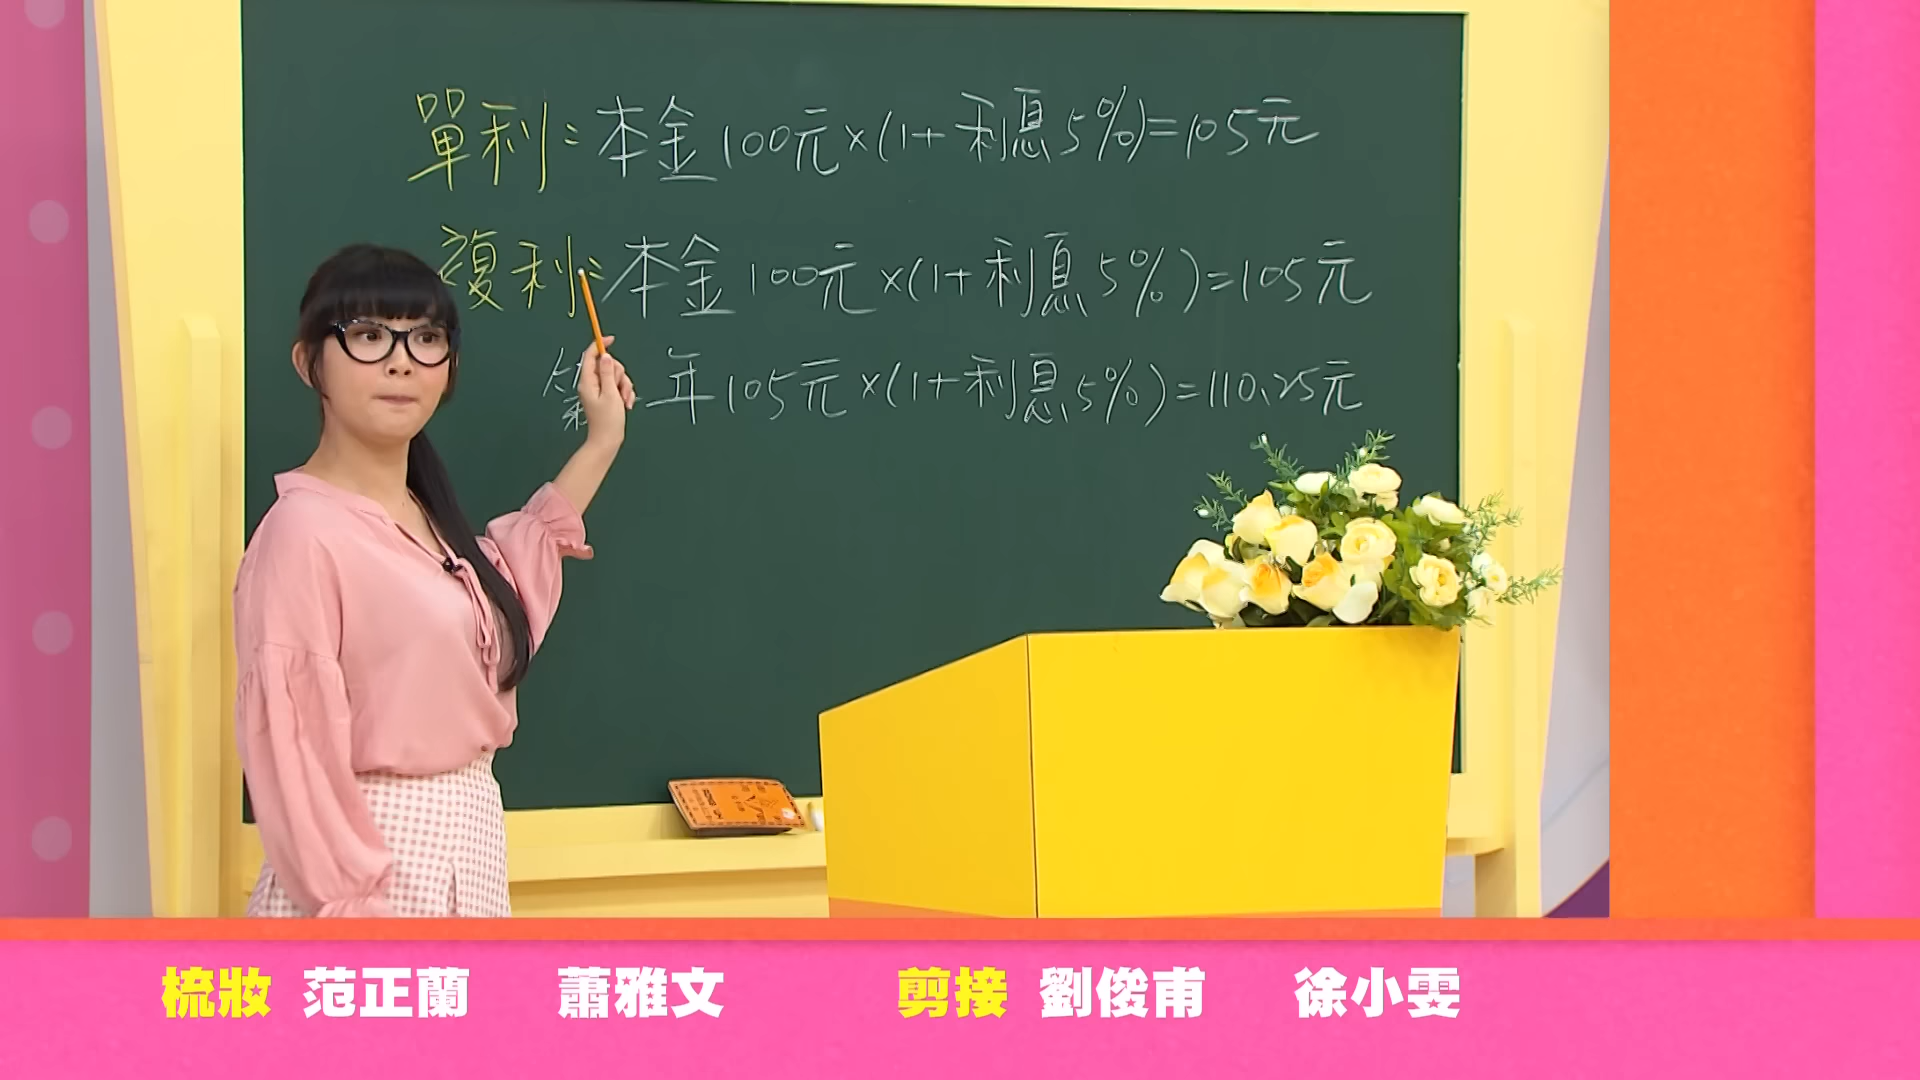 單利:本金100元×(1+利息5%)=105元
複利:本金100元×(1+利息5%)=105元
第 年105元×(1+利息5%)=110.25元
梳妝 范正蘭 蕭雅文 剪接 劉俊甫 徐小雯